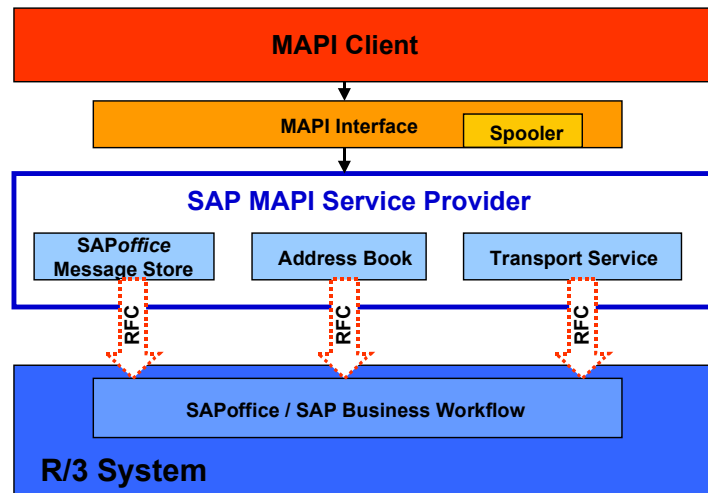 MAPI Client
MAPI Interface
Spooler
SAP MAPI Service Provider
SAPoffice
Message Store
Address Book
Transport Service
RFC
RFC
RFC
SAPoffice / SAP Business Workflow
R/3 System